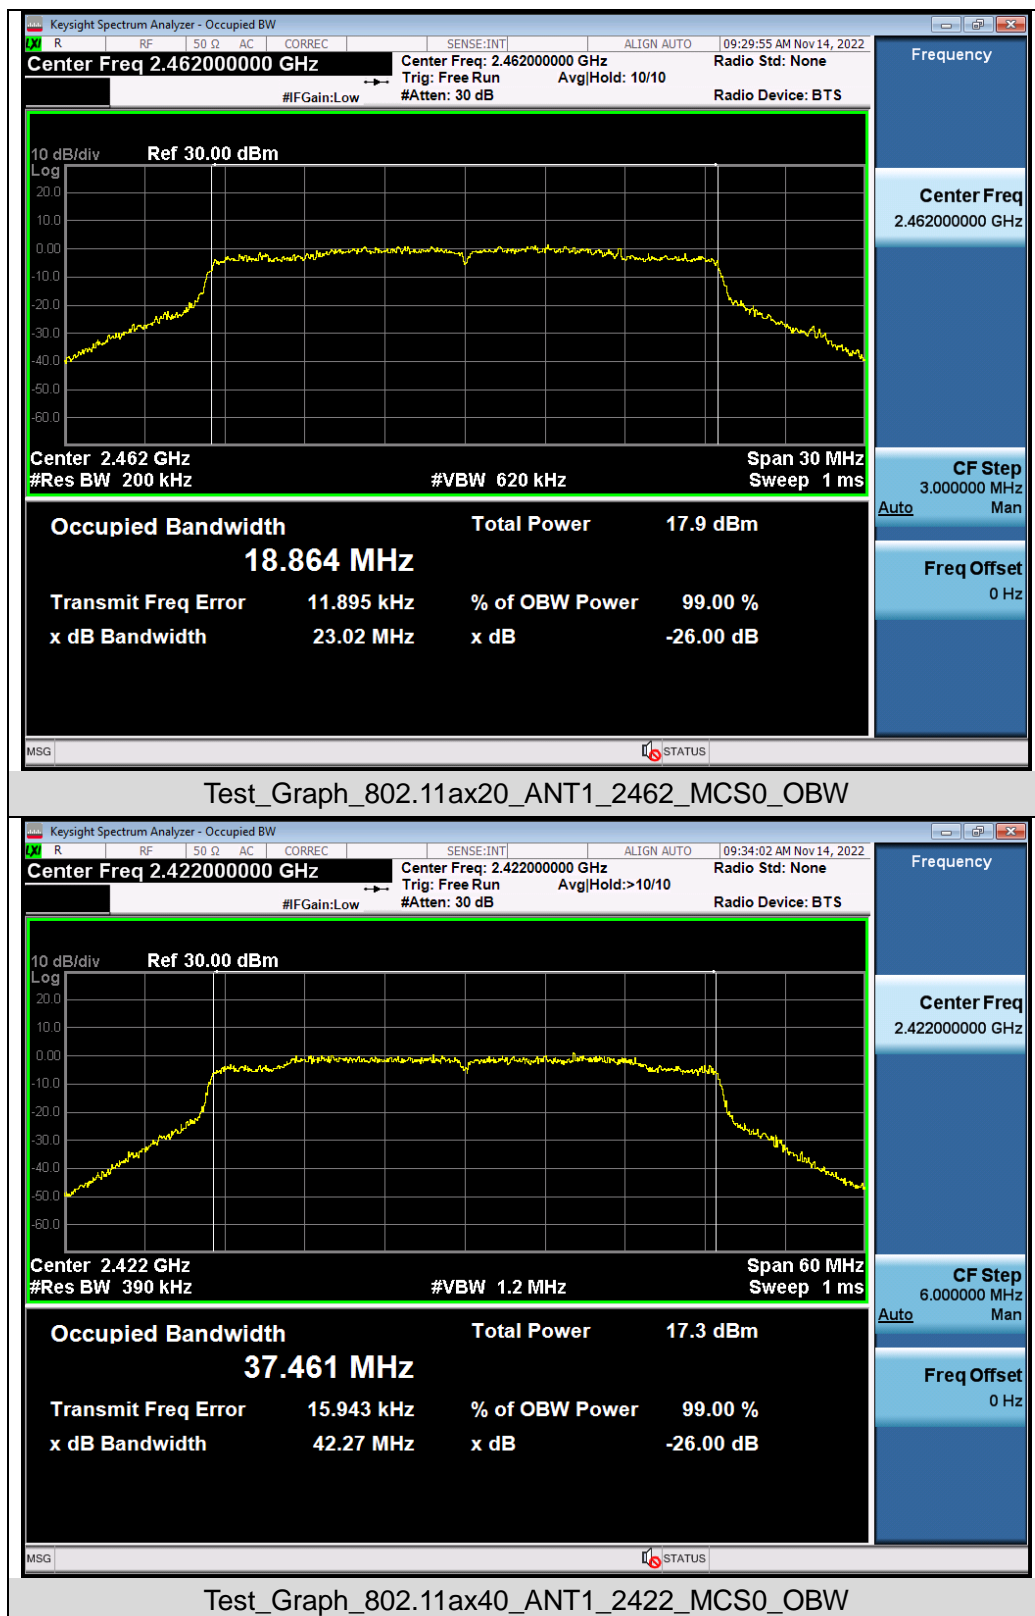 Keysight Spectrum Analyzer - Occupied BW
LXI R RF 50 Ω AC CORREC SENSE:INT ALIGN AUTO 09:29:55 AM Nov 14, 2022
Center Freq 2.462000000 GHz
Center Freq: 2.462000000 GHz
Radio Std: None
Trig: Free Run Avg|Hold: 10/10
#IFGain:Low
#Atten: 30 dB
Radio Device: BTS
Frequency
10 dB/div Ref 30.00 dBm
Log
20.0
10.0
0.00
-10.0
-20.0
-30.0
-40.0
-50.0
-60.0
Center Freq
2.462000000 GHz
Center 2.462 GHz
Span 30 MHz
#Res BW 200 kHz
#VBW 620 kHz
Sweep 1 ms
CF Step
3.000000 MHz
Auto Man
Occupied Bandwidth
Total Power 17.9 dBm
18.864 MHz
Freq Offset
0 Hz
Transmit Freq Error 11.895 kHz % of OBW Power 99.00 %
x dB Bandwidth 23.02 MHz x dB -26.00 dB
MSG STATUS
Test_Graph_802.11ax20_ANT1_2462_MCS0_OBW
Keysight Spectrum Analyzer - Occupied BW
LXI R RF 50 Ω AC CORREC SENSE:INT ALIGN AUTO 09:34:02 AM Nov 14, 2022
Center Freq 2.422000000 GHz
Center Freq: 2.422000000 GHz
Radio Std: None
Trig: Free Run Avg|Hold:>10/10
#IFGain:Low
#Atten: 30 dB
Radio Device: BTS
Frequency
10 dB/div Ref 30.00 dBm
Log
20.0
10.0
0.00
-10.0
-20.0
-30.0
-40.0
-50.0
-60.0
Center Freq
2.422000000 GHz
Center 2.422 GHz
Span 60 MHz
#Res BW 390 kHz
#VBW 1.2 MHz
Sweep 1 ms
CF Step
6.000000 MHz
Auto Man
Occupied Bandwidth
Total Power 17.3 dBm
37.461 MHz
Freq Offset
0 Hz
Transmit Freq Error 15.943 kHz % of OBW Power 99.00 %
x dB Bandwidth 42.27 MHz x dB -26.00 dB
MSG STATUS
Test_Graph_802.11ax40_ANT1_2422_MCS0_OBW